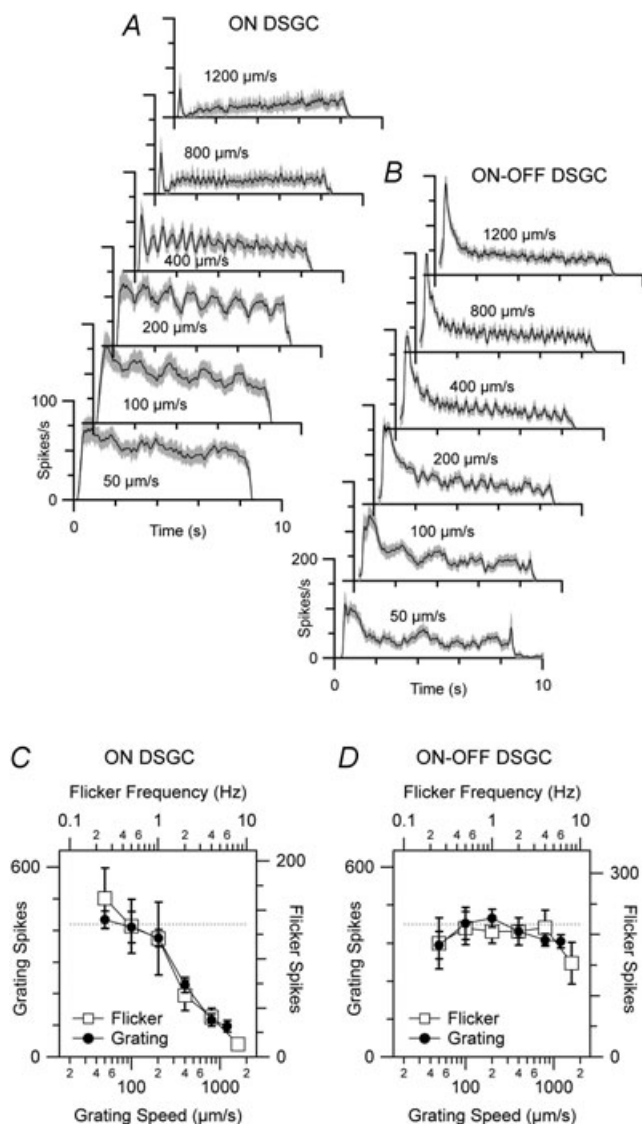 A
ON DSGC
1200 µm/s
800 µm/s
400 µm/s
200 µm/s
100 µm/s
50 µm/s
100
Spikes/s
0
0 10
Time (s)
B
ON-OFF DSGC
1200 µm/s
800 µm/s
400 µm/s
200 µm/s
100 µm/s
50 µm/s
200
Spikes/s
0
0 10
Time (s)
C ON DSGC
Flicker Frequency (Hz)
0.1 2 4 6 1 2 4 6 10
600 200
Grating Spikes
Flicker Spikes
Flicker
Grating
0 0
2 4 6 100 2 4 6 1000 2
Grating Speed (µm/s)
D ON-OFF DSGC
Flicker Frequency (Hz)
0.1 2 4 6 1 2 4 6 10
600 300
Grating Spikes
Flicker Spikes
Flicker
Grating
0 0
2 4 6 100 2 4 6 1000 2
Grating Speed (µm/s)